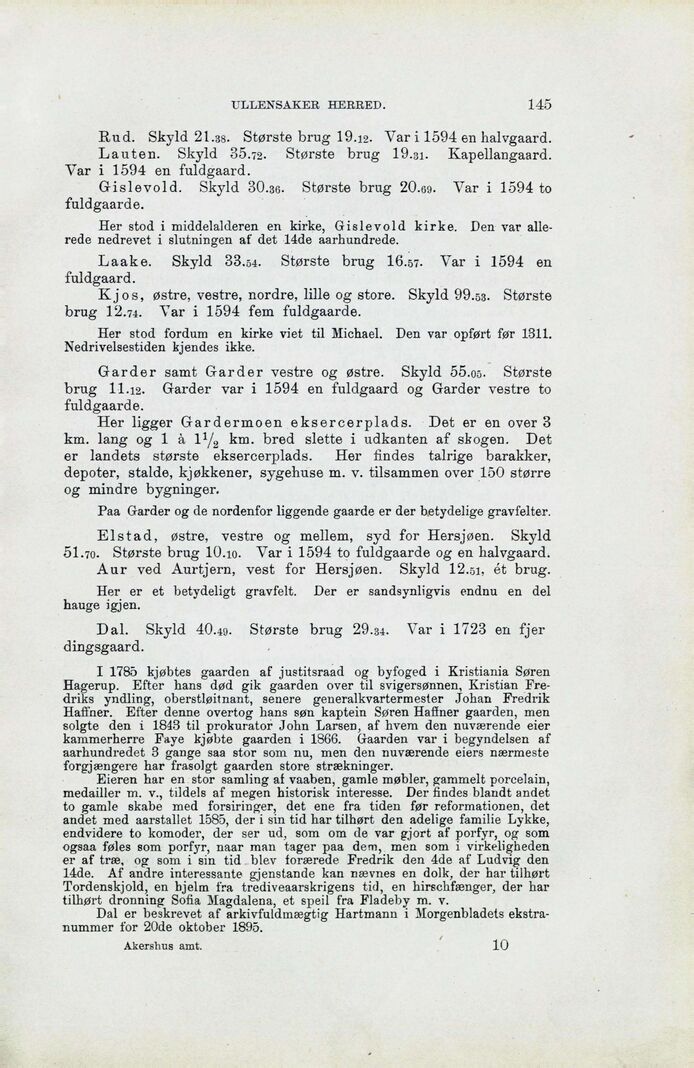 ULLENSAKER HERRED. 145
Rud. Skyld 21.38. Største brug 19.12. Var i 1594 en halvgaard.
Lauten. Skyld 35.72. Største brug 19.31. Kapellangaard.
Var i 1594 en fuldgaard.
Gislevold. Skyld 30.36. Største brug 20.69. Var i 1594 to
fuldgaarde.
Her stod i middelalderen en kirke, Gislevold kirke. Den var alle-
rede nedrevet i slutningen af det 14de aarhundrede.
Laake. Skyld 33.54. Største brug 16.57. Var i 1594 en
fuldgaard.
Kjos, østre, vestre, nordre, lille og store. Skyld 99.53. Største
brug 12.74. Var i 1594 fem fuldgaarde.
Her stod fordum en kirke viet til Michael. Den var opført før 1311.
Nedrivelsestiden kjendes ikke.
Garder samt Garder vestre og østre. Skyld 55.05. Største
brug 11.12. Garder var i 1594 en fuldgaard og Garder vestre to
fuldgaarde.
Her ligger Gardermoen eksercerplads. Det er en over 3
km. lang og 1 à 1½ km. bred slette i udkanten af skogen. Det
er landets største eksercerplads. Her findes talrige barakker,
depoter, stalde, kjøkkener, sygehuse m. v. tilsammen over 150 større
og mindre bygninger.
Paa Garder og de nordenfor liggende gaarde er der betydelige gravfelter.
Elstad, østre, vestre og mellem, syd for Hersjøen. Skyld
51.70. Største brug 10.10. Var i 1594 to fuldgaarde og en halvgaard.
Aur ved Aurtjern, vest for Hersjøen. Skyld 12.51, ét brug.
Her er et betydeligt gravfelt. Der er sandsynligvis endnu en del
hauge igjen.
Dal. Skyld 40.49. Største brug 29.34. Var i 1723 en fjer
dingsgaard.
I 1785 kjøbtes gaarden af justitsraad og byfoged i Kristiania Søren
Hagerup. Efter hans død gik gaarden over til svigersønnen, Kristian Fre-
driks yndling, oberstløitnant, senere generalkvartermester Johan Fredrik
Haffner. Efter denne overtog hans søn kaptein Søren Haffner gaarden, men
solgte den i 1843 til prokurator John Larsen, af hvem den nuværende eier
kammerherre Faye kjøbte gaarden i 1866. Gaarden var i begyndelsen af
aarhundredet 3 gange saa stor som nu, men den nuværende eiers nærmeste
forgjængere har frasolgt gaarden store strækninger.
Eieren har en stor samling af vaaben, gamle møbler, gammelt porcelain,
medailler m. v., tildels af megen historisk interesse. Der findes blandt andet
to gamle skabe med forsiringer, det ene fra tiden før reformationen, det
andet med aarstallet 1585, der i sin tid har tilhørt den adelige familie Lykke,
endvidere to komoder, der ser ud, som om de var gjort af porfyr, og som
ogsaa føles som porfyr, naar man tager paa dem, men som i virkeligheden
er af træ, og som i sin tid blev forærede Fredrik den 4de af Ludvig den
14de. Af andre interessante gjenstande kan nævnes en dolk, der har tilhørt
Tordenskjold, en hjelm fra trediveaarskrigens tid, en hirschfænger, der har
tilhørt dronning Sofia Magdalena, et speil fra Fladeby m. v.
Dal er beskrevet af arkivfuldmægtig Hartmann i Morgenbladets ekstra-
nummer for 20de oktober 1895.
Akershus amt. 10